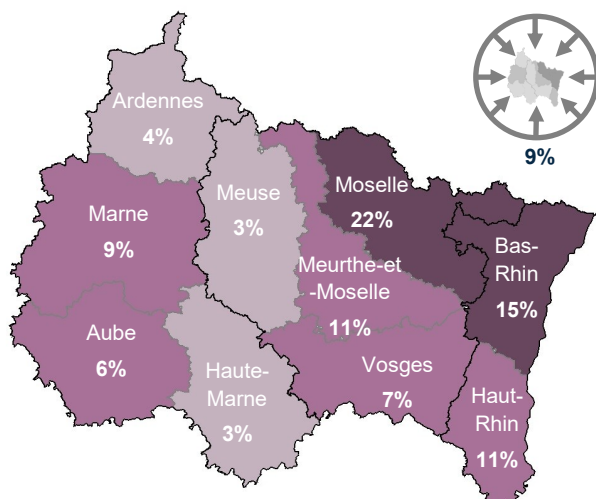 Ardennes
4%
9%
Meuse
3%
Moselle
22%
Marne
9%
Bas-
Rhin
15%
Meurthe-et
-Moselle
11%
Aube
6%
Vosges
7%
Haute-
Marne
3%
Haut-
Rhin
11%